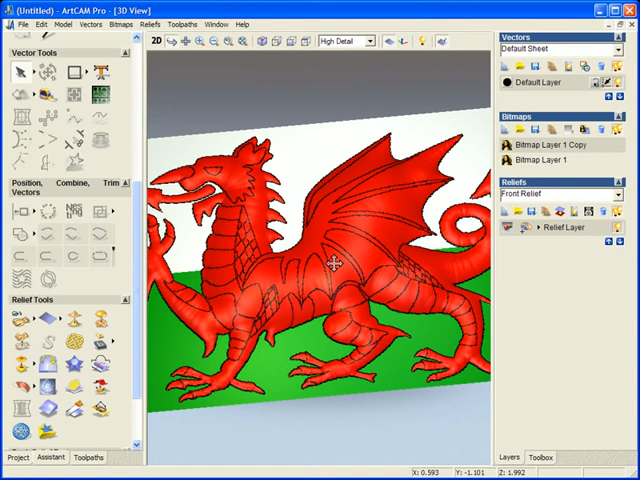 (Untitled) - ArtCAM Pro - [3D View]
File Edit Model Vectors Bitmaps Reliefs Toolpaths Window Help
2D High Detail
Vector Tools
Position, Combine, Trim Vectors
Relief Tools
Project Assistant Toolpaths
Vectors
Default Sheet
Default Layer
Bitmaps
Bitmap Layer 1 Copy
Bitmap Layer 1
Reliefs
Front Relief
Relief Layer
Layers Toolbox
X: 0.593 Y: -1.101 Z: 1.992